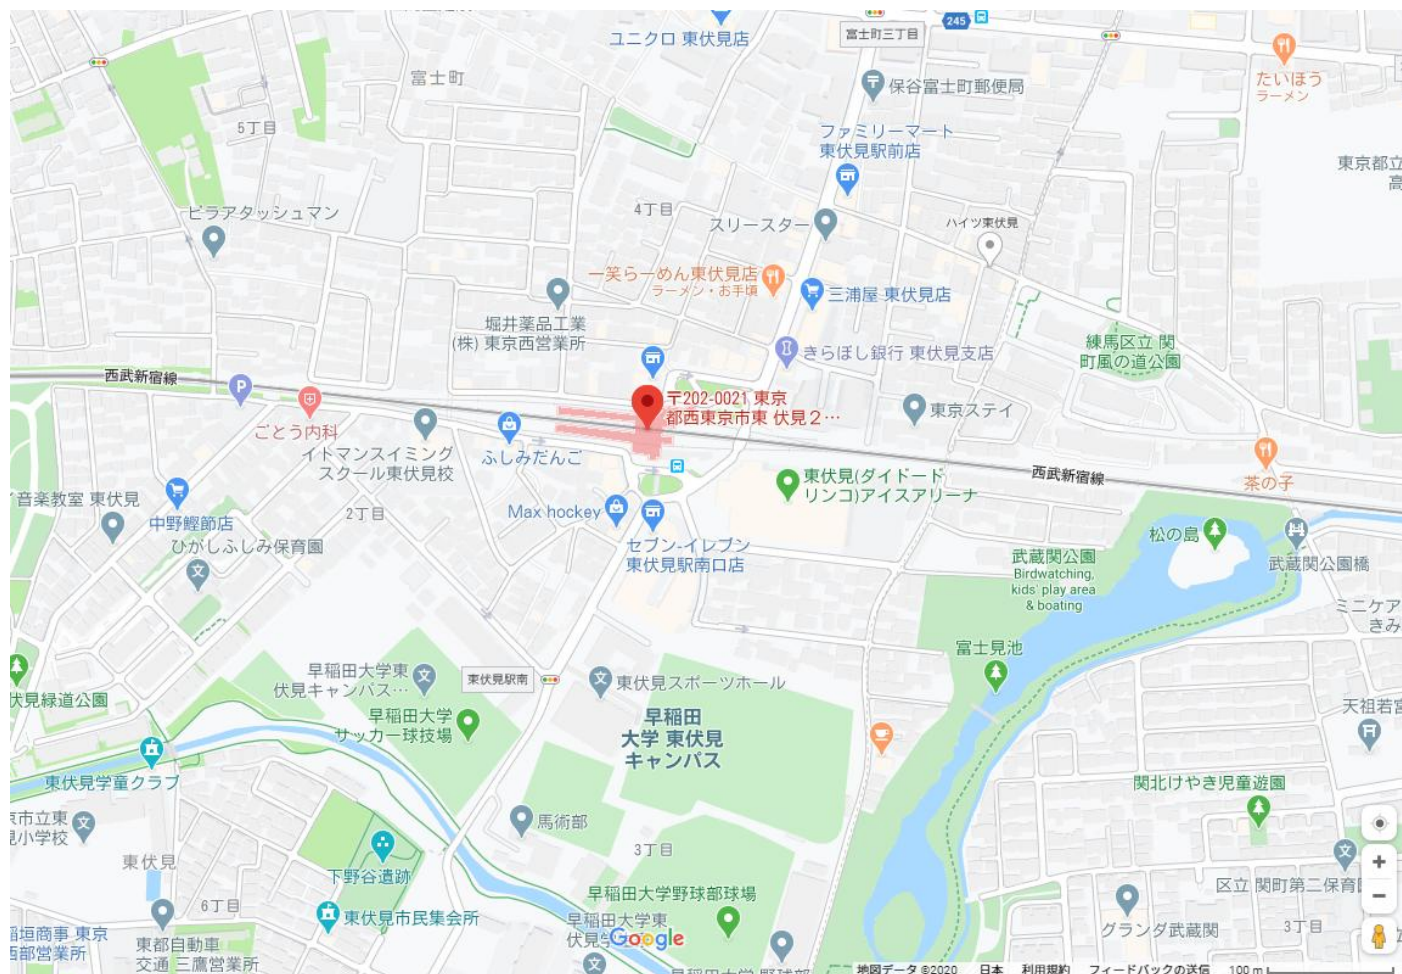 ユニクロ 東伏見店
富士町三丁目
245
たいほう
ラーメン
富士町
保谷富士町郵便局
5丁目
ファミリーマート
東伏見駅前店
東京都立
高
ビラアタッシュマン
4丁目
スリースター
ハイツ東伏見
一笑らーめん東伏見店
ラーメン・お手頃
三浦屋 東伏見店
堀井薬品工業
(株) 東京西営業所
きらぼし銀行 東伏見支店
練馬区立 関
町風の道公園
西武新宿線
P
〒202-0021 東京
都西東京市東 伏見２…
東京ステイ
ごとう内科
イトマンスイミング
スクール東伏見校
ふしみだんご
東伏見(ダイドード
リンコ)アイスアリーナ
西武新宿線
茶の子
音楽教室 東伏見
中野鰹節店
2丁目
Max hockey
セブン-イレブン
東伏見駅南口店
松の島
武蔵関公園橋
ひがしふしみ保育園
文
武蔵関公園
Birdwatching,
kids' play area
& boating
ミニケア
きみ
富士見池
伏見緑道公園
早稲田大学東
伏見キャンパス…
文
東伏見駅南
文
東伏見スポーツホール
早稲田大学
サッカー球技場
早稲田
大学 東伏見
キャンパス
天祖若宮
東伏見学童クラブ
関北けやき児童遊園
京市立東
見小学校
文
馬術部
3丁目
文
東伏見
下野谷遺跡
早稲田大学野球部球場
区立 関町第二保育園
6丁目
東伏見市民集会所
早稲田大学東
伏見学
グランダ武蔵関
3丁目
稲垣商事 東京
西部営業所
東都自動車
交通 三鷹営業所
文
Google
早稲田大学 野球部
地図データ ©2020 日本 利用規約 フィードバックの送信 100 m